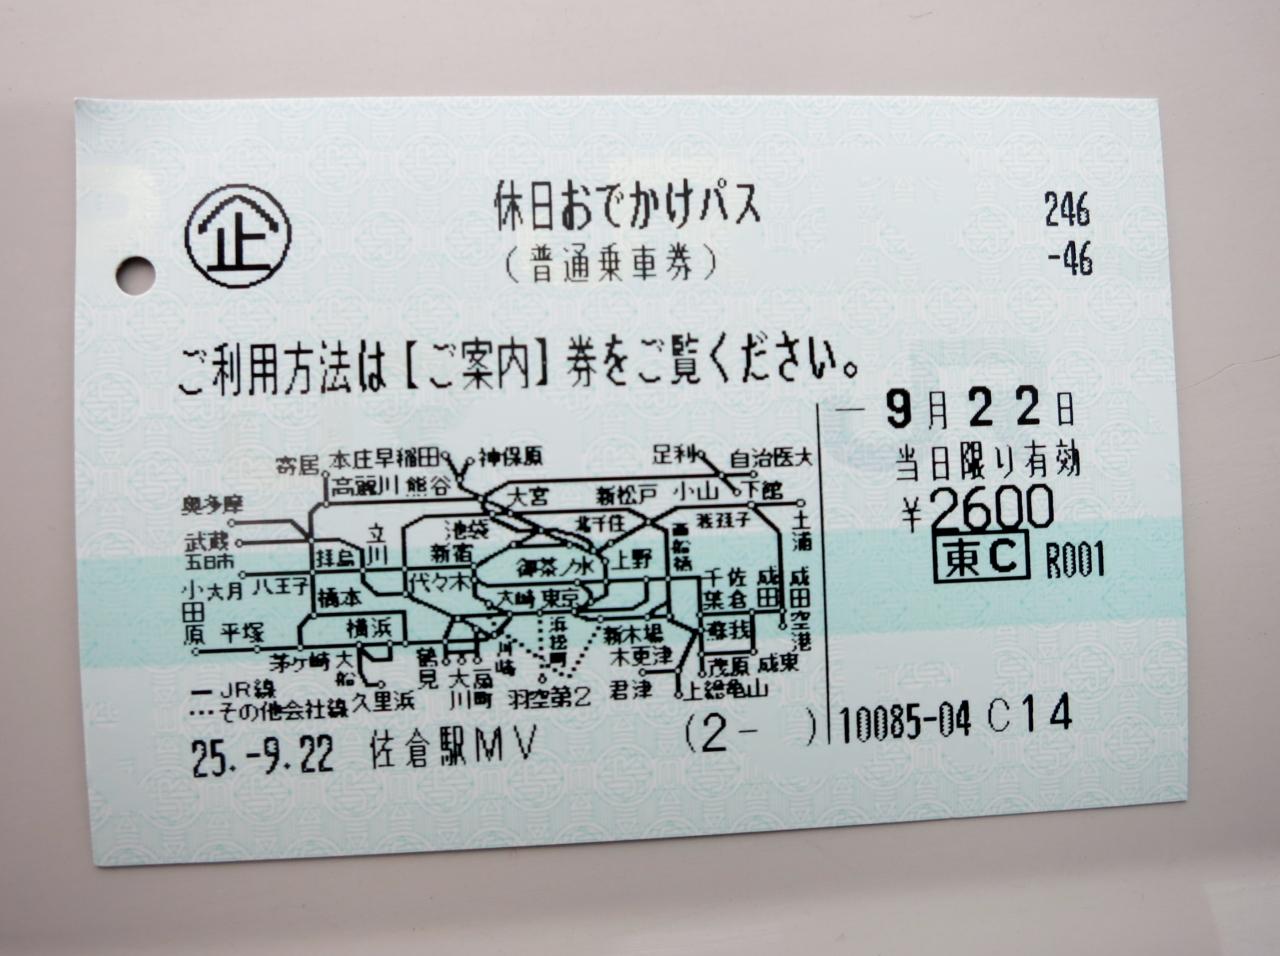 企
休日おでかけパス
246
(普通乗車券)
-46
ご利用方法は【ご案内】券をご覧ください。
-9月22日
当日限り有効
¥2600
東C R001
寄居 本庄早稲田 神保原 足利 自治医大
高麗川 熊谷 大宮 新松戸 小山 下館
奥多摩 立川 池袋 北千住 我孫子 土浦
武蔵五日市 拝島 新宿 御茶ノ水 上野 西船橋
小田原 大月 八王子 代々木 千葉 佐倉 成田 成田空港
橋本 大崎 東京
平塚 横浜 川崎 浜松町 新木場 蘇我
茅ヶ崎 大船 鶴見 大川 扇町 木更津 茂原 成東
JR線 久里浜 羽空第2 君津 上総亀山
その他会社線
25.-9.22 佐倉駅MV (2- ) 10085-04 C14